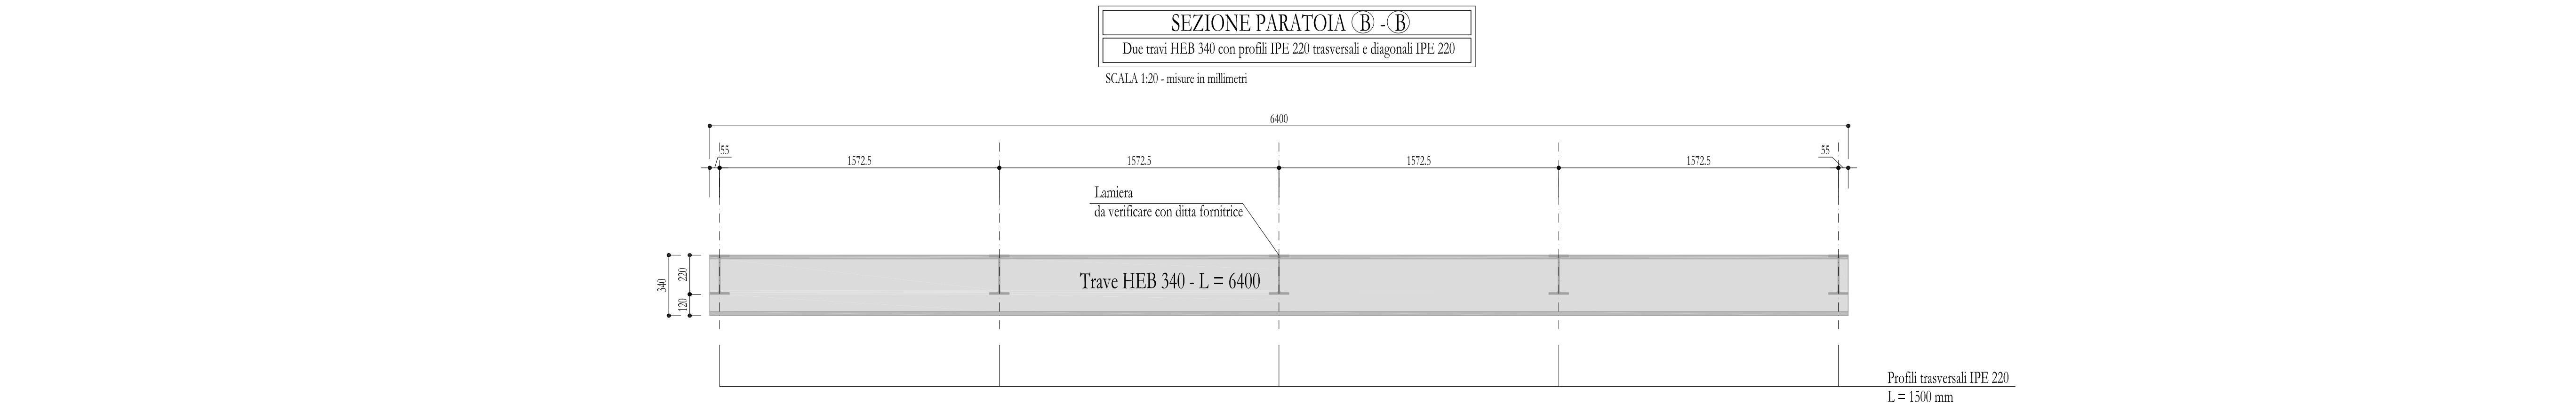 SEZIONE PARATOIA B - B
Due travi HEB 340 con profili IPE 220 trasversali e diagonali IPE 220
SCALA 1:20 - misure in millimetri
6400
55
1572.5
1572.5
1572.5
1572.5
55
Lamiera
da verificare con ditta fornitrice
340
220
120
Trave HEB 340 - L = 6400
Profili trasversali IPE 220
L = 1500 mm